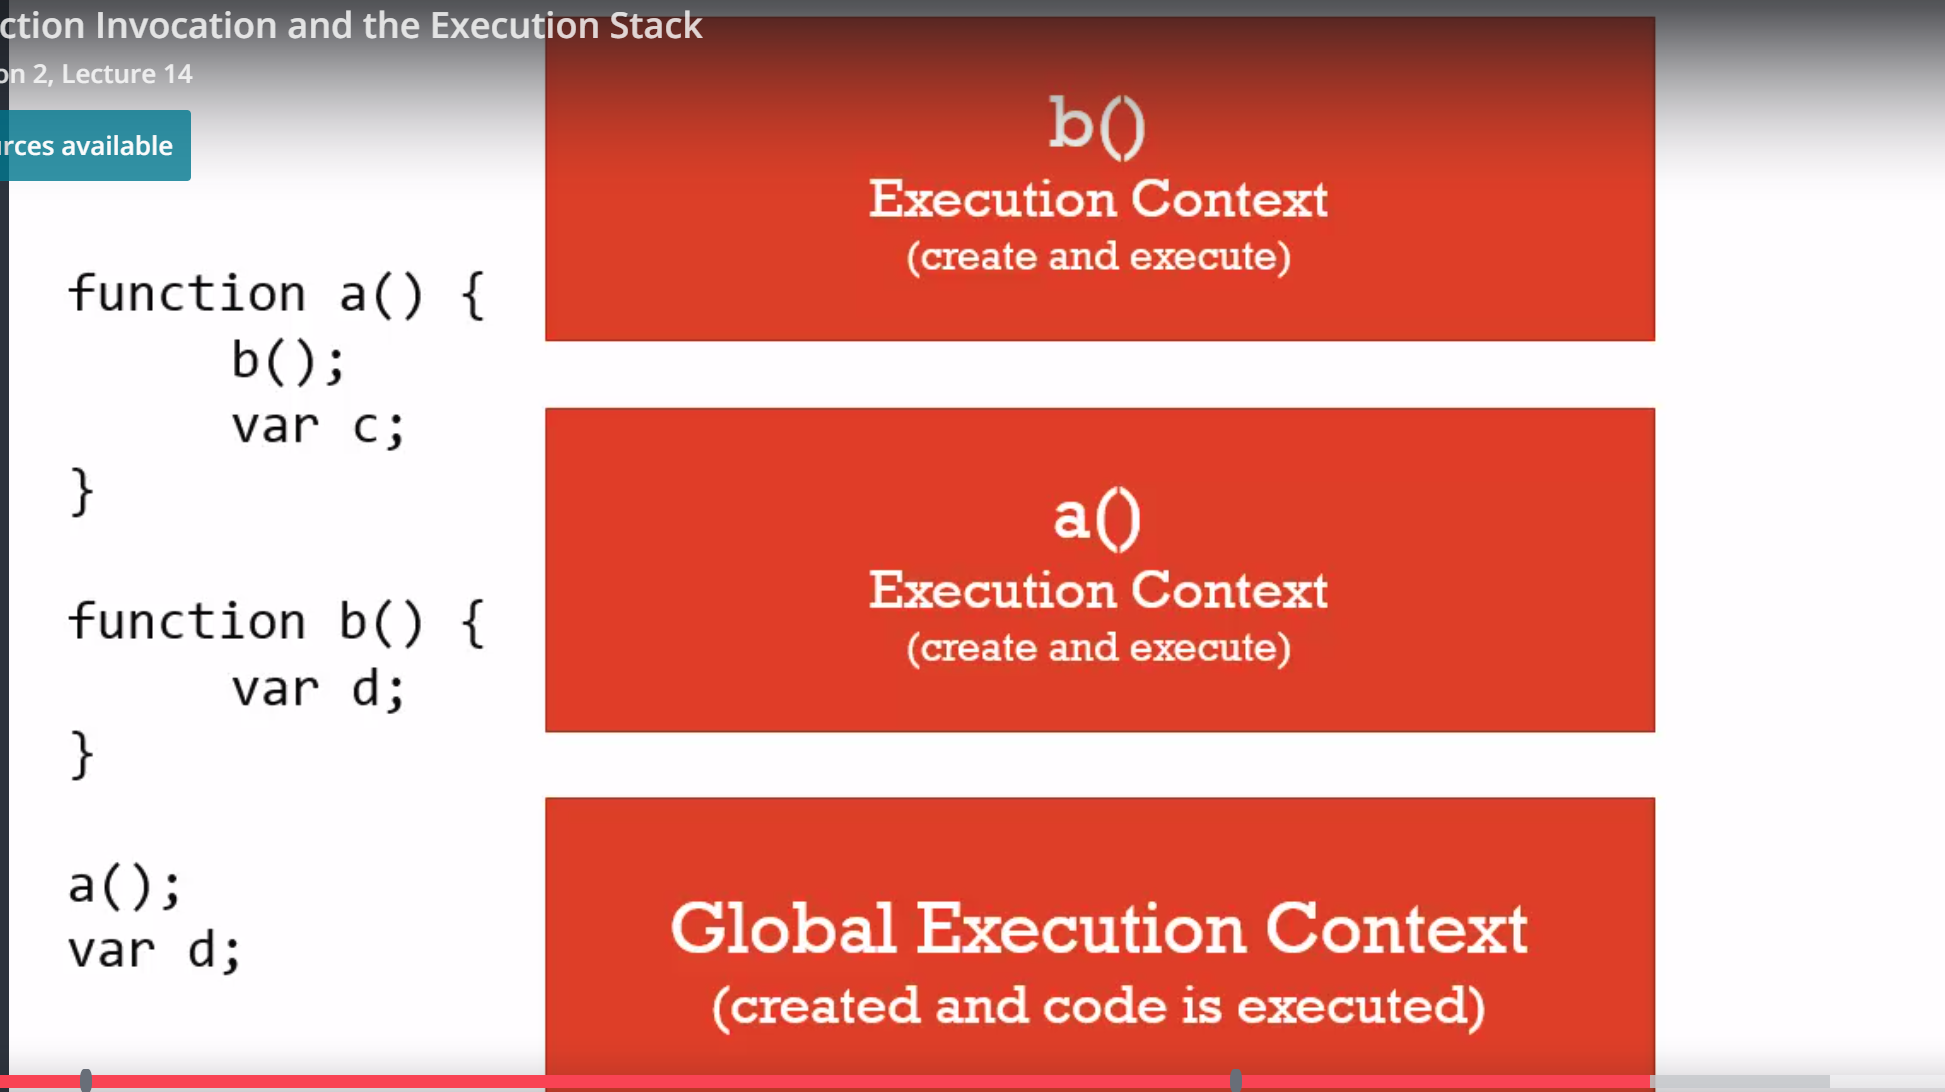 ction Invocation and the Execution Stack
on 2, Lecture 14
rces available
function a() {
b();
var c;
}
function b() {
var d;
}
a();
var d;
b()
Execution Context
(create and execute)
a()
Execution Context
(create and execute)
Global Execution Context
(created and code is executed)